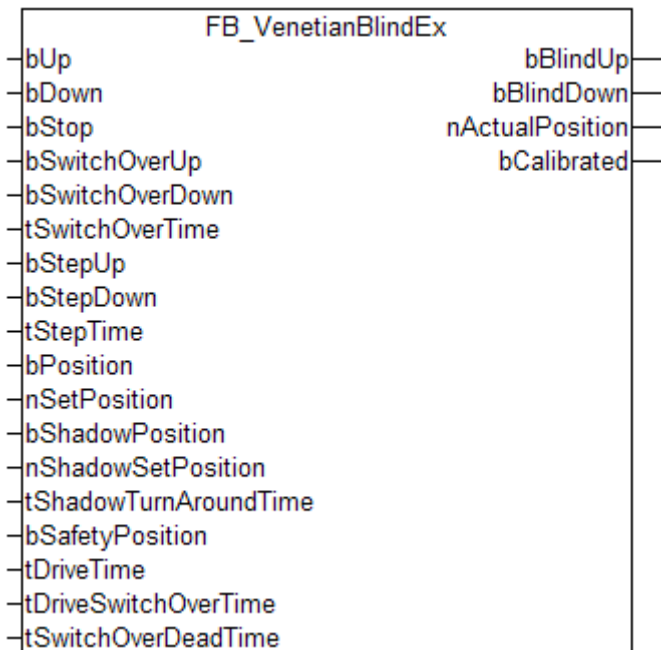 FB_VenetianBlindEx
bUp bBlindUp
bDown bBlindDown
bStop nActualPosition
bSwitchOverUp bCalibrated
bSwitchOverDown
tSwitchOverTime
bStepUp
bStepDown
tStepTime
bPosition
nSetPosition
bShadowPosition
nShadowSetPosition
tShadowTurnAroundTime
bSafetyPosition
tDriveTime
tDriveSwitchOverTime
tSwitchOverDeadTime